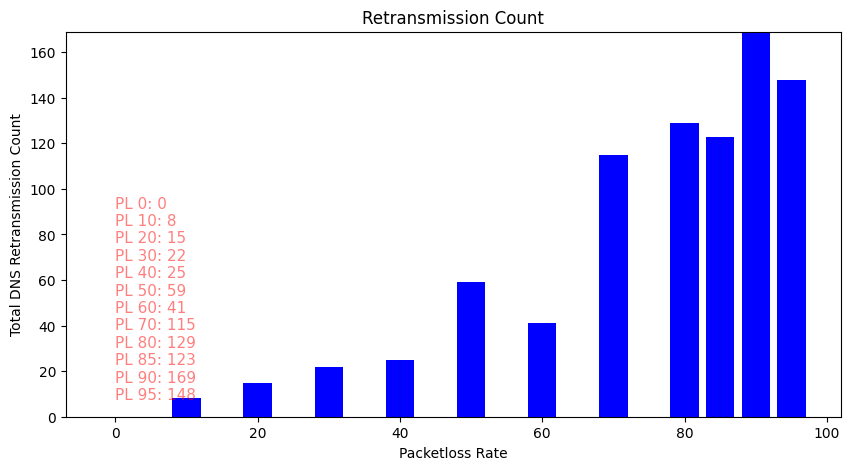 Retransmission Count
Total DNS Retransmission Count
160
140
120
100
80
60
40
20
0
PL 0: 0
PL 10: 8
PL 20: 15
PL 30: 22
PL 40: 25
PL 50: 59
PL 60: 41
PL 70: 115
PL 80: 129
PL 85: 123
PL 90: 169
PL 95: 148
0 20 40 60 80 100
Packetloss Rate